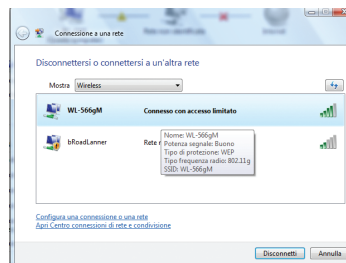 Connessione a una rete
Disconnettersi o connettersi a un'altra rete
Mostra Wireless
WL-566gM Connesso con accesso limitato
bRoadLanner Rete
Nome: WL-566gM
Potenza segnale: Buono
Tipo di protezione: WEP
Tipo frequenza radio: 802.11g
SSID: WL-566gM
Configura una connessione o una rete
Apri Centro connessioni di rete e condivisione
Disconnetti Annulla